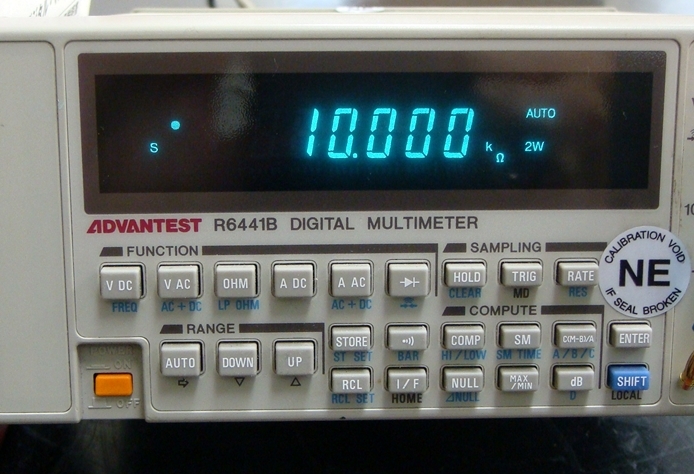 AUTO
S 10.000 kΩ 2W
ADVANTEST R6441B DIGITAL MULTIMETER
FUNCTION
V DC V AC OHM A DC A AC
FREQ AC+DC LP OHM AC+DC
SAMPLING
HOLD TRIG RATE
CLEAR MD RES
CALIBRATION VOID
NE
IF SEAL BROKEN
RANGE
AUTO DOWN UP
COMPUTE
STORE COMP SM ENTER
ST SET BAR HI/LOW SM TIME A/B/C
RCL I/F NULL MAX/MIN dB SHIFT
RCL SET HOME ⊿NULL D LOCAL
OFF